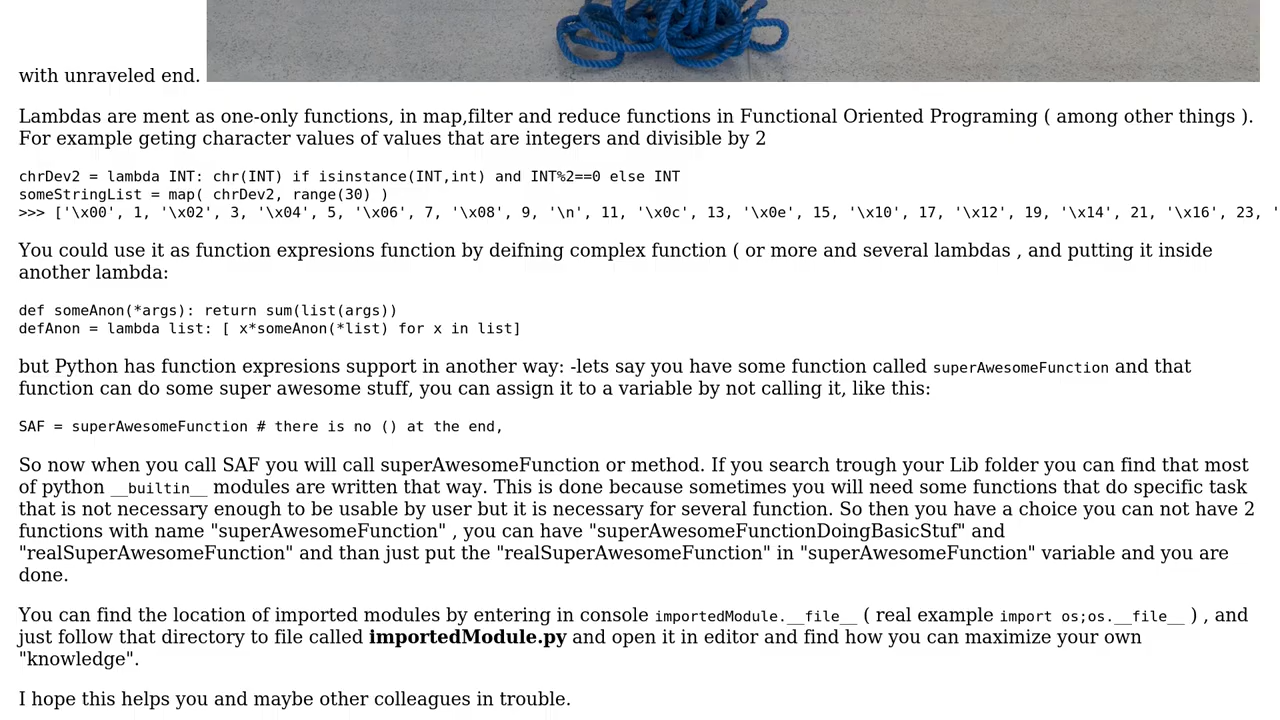 with unraveled end.
Lambdas are ment as one-only functions, in map,filter and reduce functions in Functional Oriented Programing ( among other things ).
For example geting character values of values that are integers and divisible by 2
chrDev2 = lambda INT: chr(INT) if isinstance(INT,int) and INT%2==0 else INT
someStringList = map( chrDev2, range(30) )
>>> ['\x00', 1, '\x02', 3, '\x04', 5, '\x06', 7, '\x08', 9, '\n', 11, '\x0c', 13, '\x0e', 15, '\x10', 17, '\x12', 19, '\x14', 21, '\x16', 23, '
You could use it as function expresions function by deifning complex function ( or more and several lambdas , and putting it inside
another lambda:
def someAnon(*args): return sum(list(args))
defAnon = lambda list: [ x*someAnon(*list) for x in list]
but Python has function expresions support in another way: -lets say you have some function called superAwesomeFunction and that
function can do some super awesome stuff, you can assign it to a variable by not calling it, like this:
SAF = superAwesomeFunction # there is no () at the end,
So now when you call SAF you will call superAwesomeFunction or method. If you search trough your Lib folder you can find that most
of python __builtin__ modules are written that way. This is done because sometimes you will need some functions that do specific task
that is not necessary enough to be usable by user but it is necessary for several function. So then you have a choice you can not have 2
functions with name "superAwesomeFunction" , you can have "superAwesomeFunctionDoingBasicStuf" and
"realSuperAwesomeFunction" and than just put the "realSuperAwesomeFunction" in "superAwesomeFunction" variable and you are
done.
You can find the location of imported modules by entering in console importedModule.__file__ ( real example import os;os.__file__ ) , and
just follow that directory to file called importedModule.py and open it in editor and find how you can maximize your own
"knowledge".
I hope this helps you and maybe other colleagues in trouble.